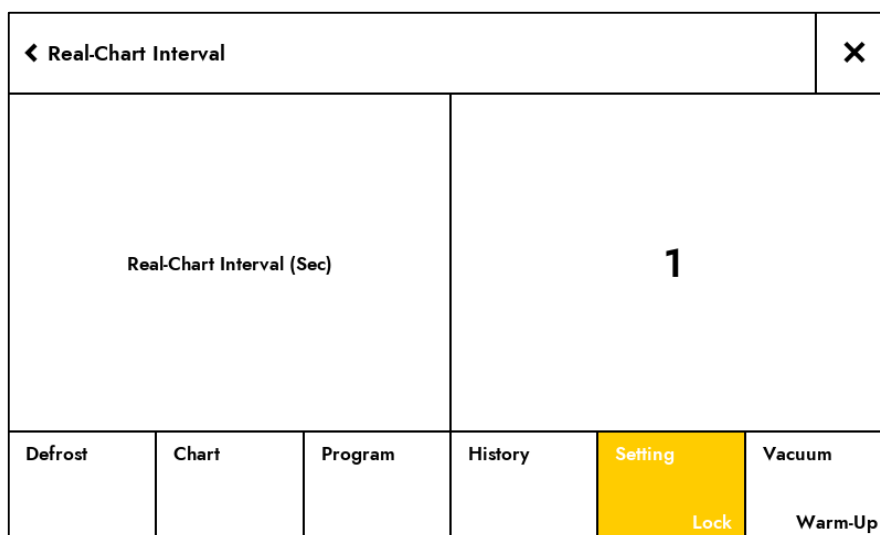 Real-Chart Interval
Real-Chart Interval (Sec)
1
Defrost
Chart
Program
History
Setting
Lock
Vacuum
Warm-Up